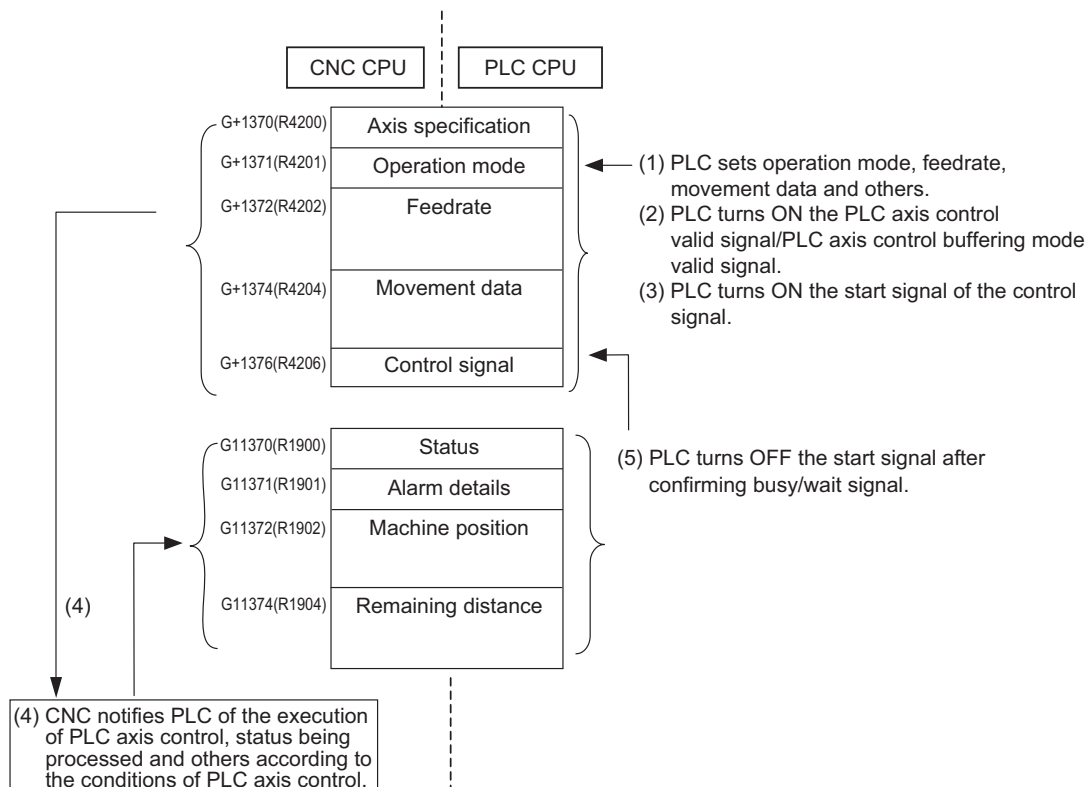 CNC CPU
PLC CPU
G+1370(R4200)
Axis specification
G+1371(R4201)
Operation mode
G+1372(R4202)
Feedrate
G+1374(R4204)
Movement data
G+1376(R4206)
Control signal
(1) PLC sets operation mode, feedrate,
movement data and others.
(2) PLC turns ON the PLC axis control
valid signal/PLC axis control buffering mode
valid signal.
(3) PLC turns ON the start signal of the control
signal.
G11370(R1900)
Status
G11371(R1901)
Alarm details
G11372(R1902)
Machine position
G11374(R1904)
Remaining distance
(5) PLC turns OFF the start signal after
confirming busy/wait signal.
(4)
(4) CNC notifies PLC of the execution
of PLC axis control, status being
processed and others according to
the conditions of PLC axis control.